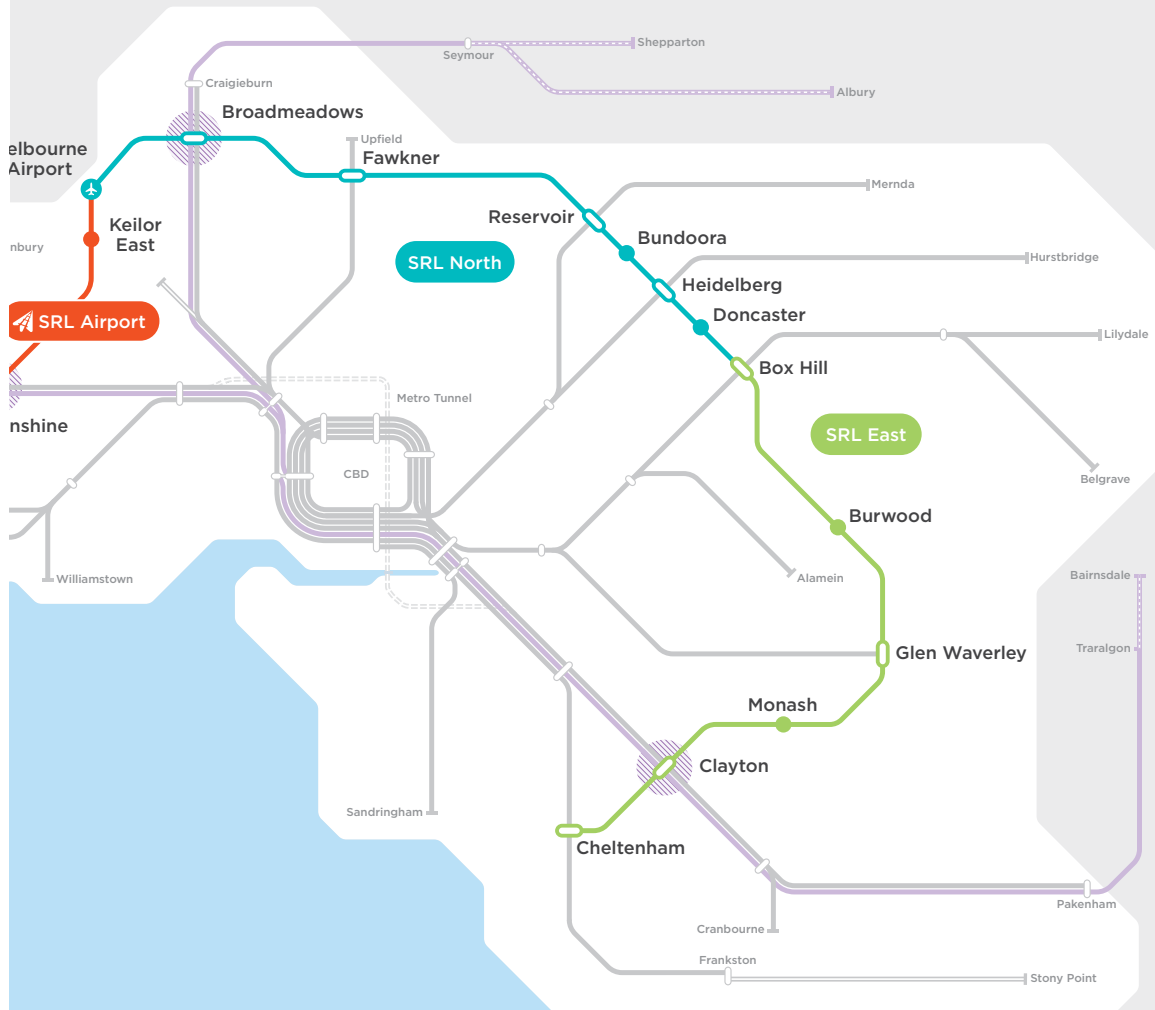 Shepparton
Seymour
Craigieburn
Albury
Broadmeadows
Upfield
elbourne
Airport
Fawkner
Mernda
Keilor
East
Reservoir
Bundoora
nbury
SRL North
Hurstbridge
Heidelberg
Doncaster
SRL Airport
Lilydale
Box Hill
Metro Tunnel
nshine
SRL East
CBD
Belgrave
Burwood
Williamstown
Alamein
Bairnsdale
Glen Waverley
Traralgon
Monash
Clayton
Sandringham
Cheltenham
Pakenham
Cranbourne
Frankston
Stony Point